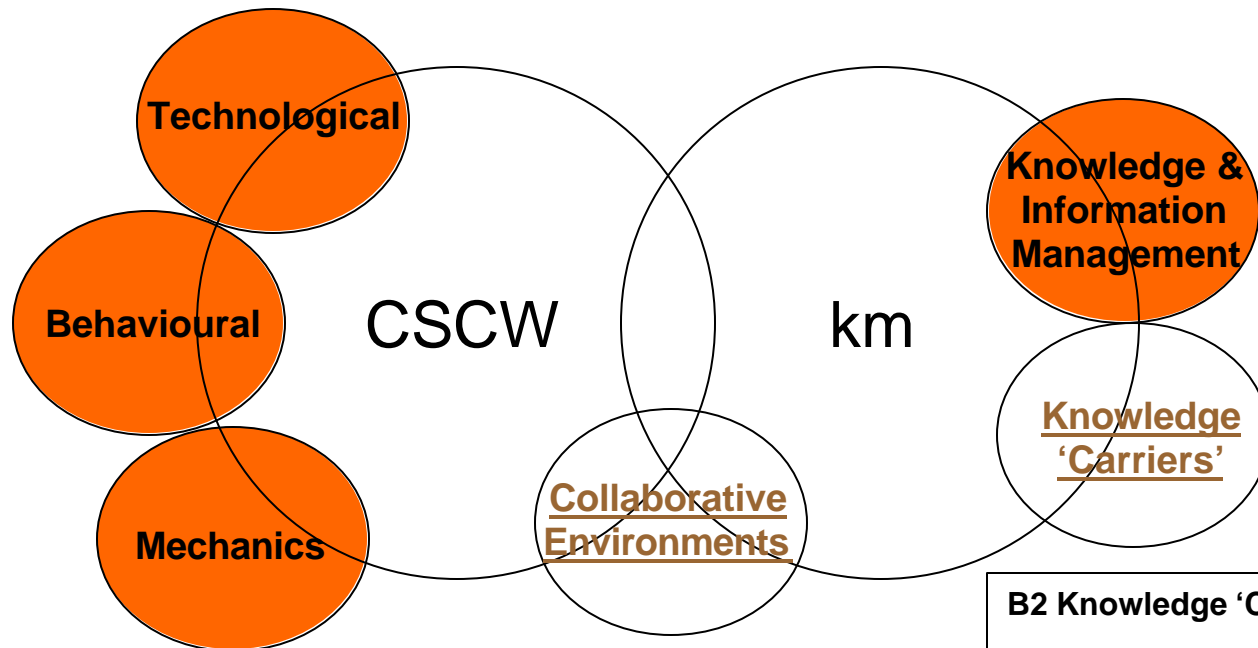 Technological
Knowledge &
Information
Management
Behavioural
CSCW
km
Knowledge
‘Carriers’
Collaborative
Environments
Mechanics
B2 Knowledge ‘